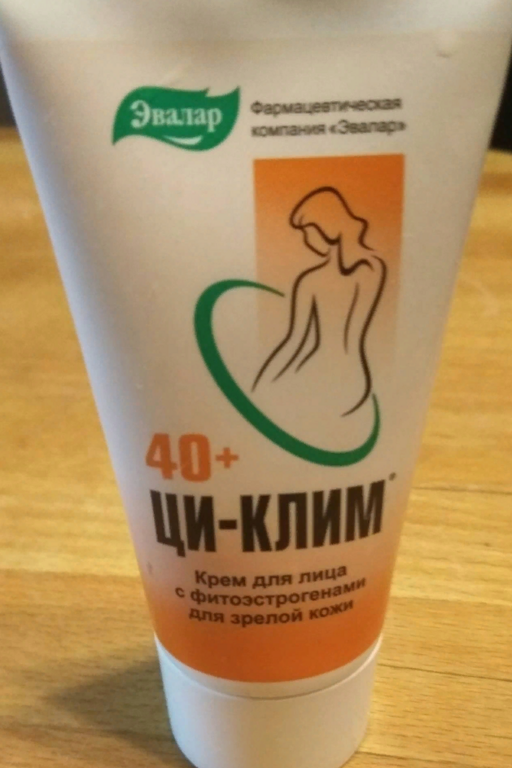 Эвалар
Фармацевтическая
компания «Эвалар»
40+
ЦИ-КЛИМ®
Крем для лица
с фитоэстрогенами
для зрелой кожи